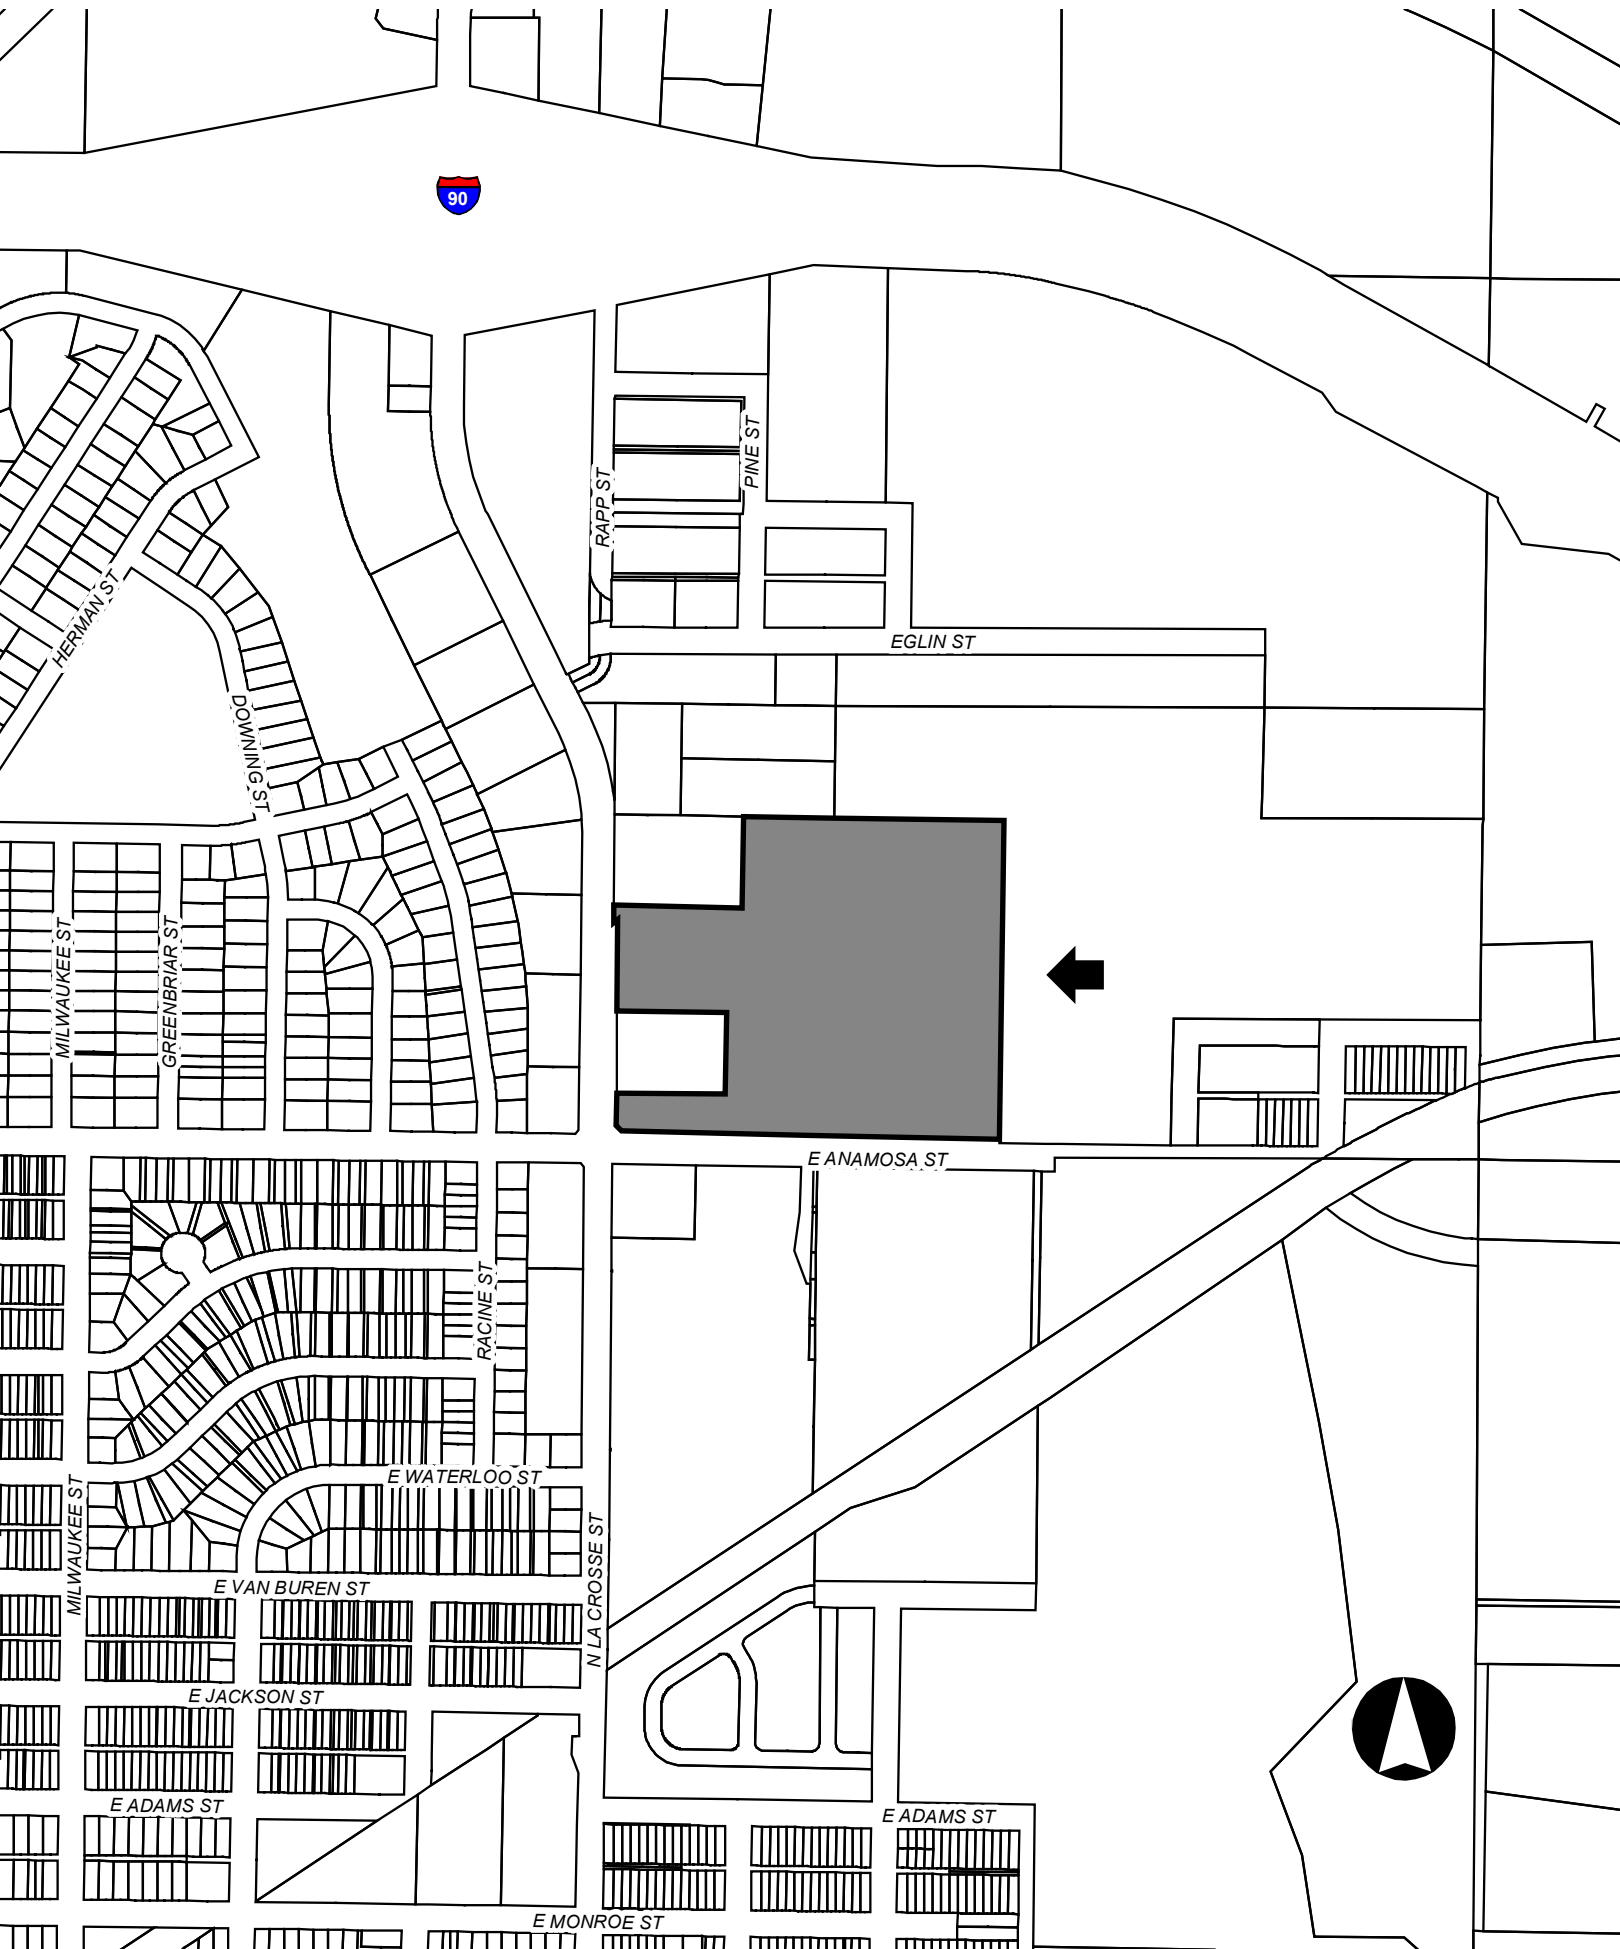 90
PINE ST
RAPP ST
HERMAN ST
EGLIN ST
DOWNING ST
MILWAUKEE ST
GREENBRIAR ST
E ANAMOSA ST
RACINE ST
E WATERLOO ST
MILWAUKEE ST
N LA CROSSE ST
E VAN BUREN ST
E JACKSON ST
E ADAMS ST
E ADAMS ST
E MONROE ST